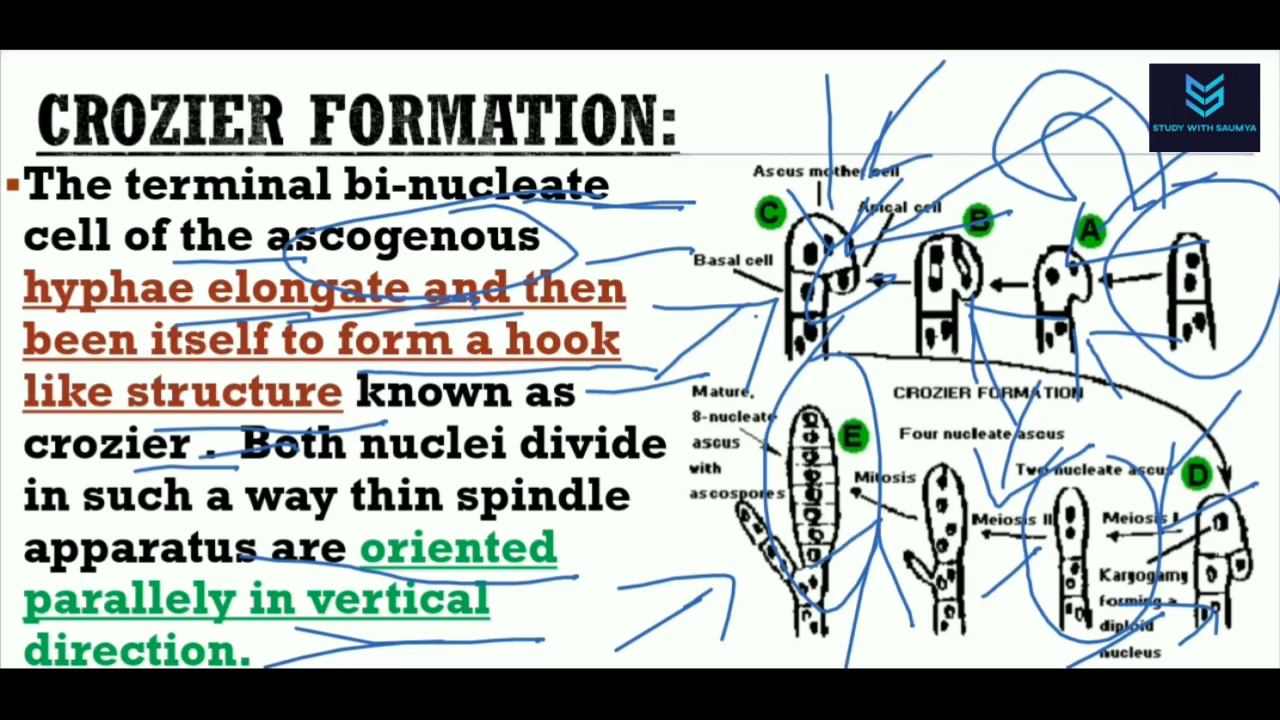 CROZIER FORMATION:
STUDY WITH SAUMYA
▪The terminal bi-nucleate
cell of the ascogenous
hyphae elongate and then
been itself to form a hook
like structure known as
crozier . Both nuclei divide
in such a way thin spindle
apparatus are oriented
parallely in vertical
direction.
Ascus mother cell
C
Apical cell
B
A
Basal cell
CROZIER FORMATION
Mature,
8-nucleate
ascus
with
ascospores
E
Four nucleate ascus
Mitosis
Two nucleate ascus
D
Meiosis II
Meiosis I
Karyogamy
forming a
diploid
nucleus